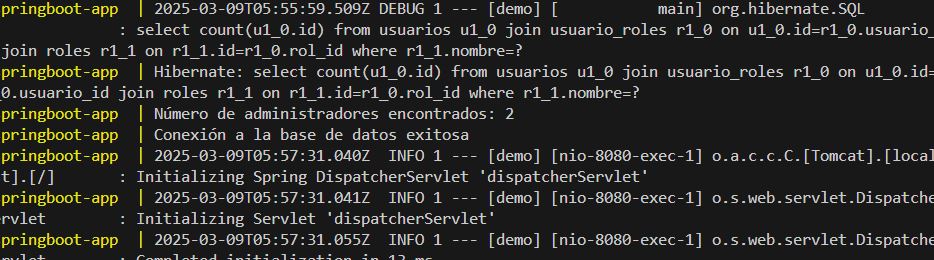 pringboot-app  | 2025-03-09T05:55:59.509Z DEBUG 1 --- [demo] [           main] org.hibernate.SQL
: select count(u1_0.id) from usuarios u1_0 join usuario_roles r1_0 on u1_0.id=r1_0.usuario_
join roles r1_1 on r1_1.id=r1_0.rol_id where r1_1.nombre=?
pringboot-app  | Hibernate: select count(u1_0.id) from usuarios u1_0 join usuario_roles r1_0 on u1_0.id=
_0.usuario_id join roles r1_1 on r1_1.id=r1_0.rol_id where r1_1.nombre=?
pringboot-app  | Número de administradores encontrados: 2
pringboot-app  | Conexión a la base de datos exitosa
pringboot-app  | 2025-03-09T05:57:31.040Z  INFO 1 --- [demo] [nio-8080-exec-1] o.a.c.c.C.[Tomcat].[local
t].[/]       : Initializing Spring DispatcherServlet 'dispatcherServlet'
pringboot-app  | 2025-03-09T05:57:31.041Z  INFO 1 --- [demo] [nio-8080-exec-1] o.s.web.servlet.Dispatche
rvlet        : Initializing Servlet 'dispatcherServlet'
pringboot-app  | 2025-03-09T05:57:31.055Z  INFO 1 --- [demo] [nio-8080-exec-1] o.s.web.servlet.Dispatche
rvlet        : Completed initialization in 13 ms